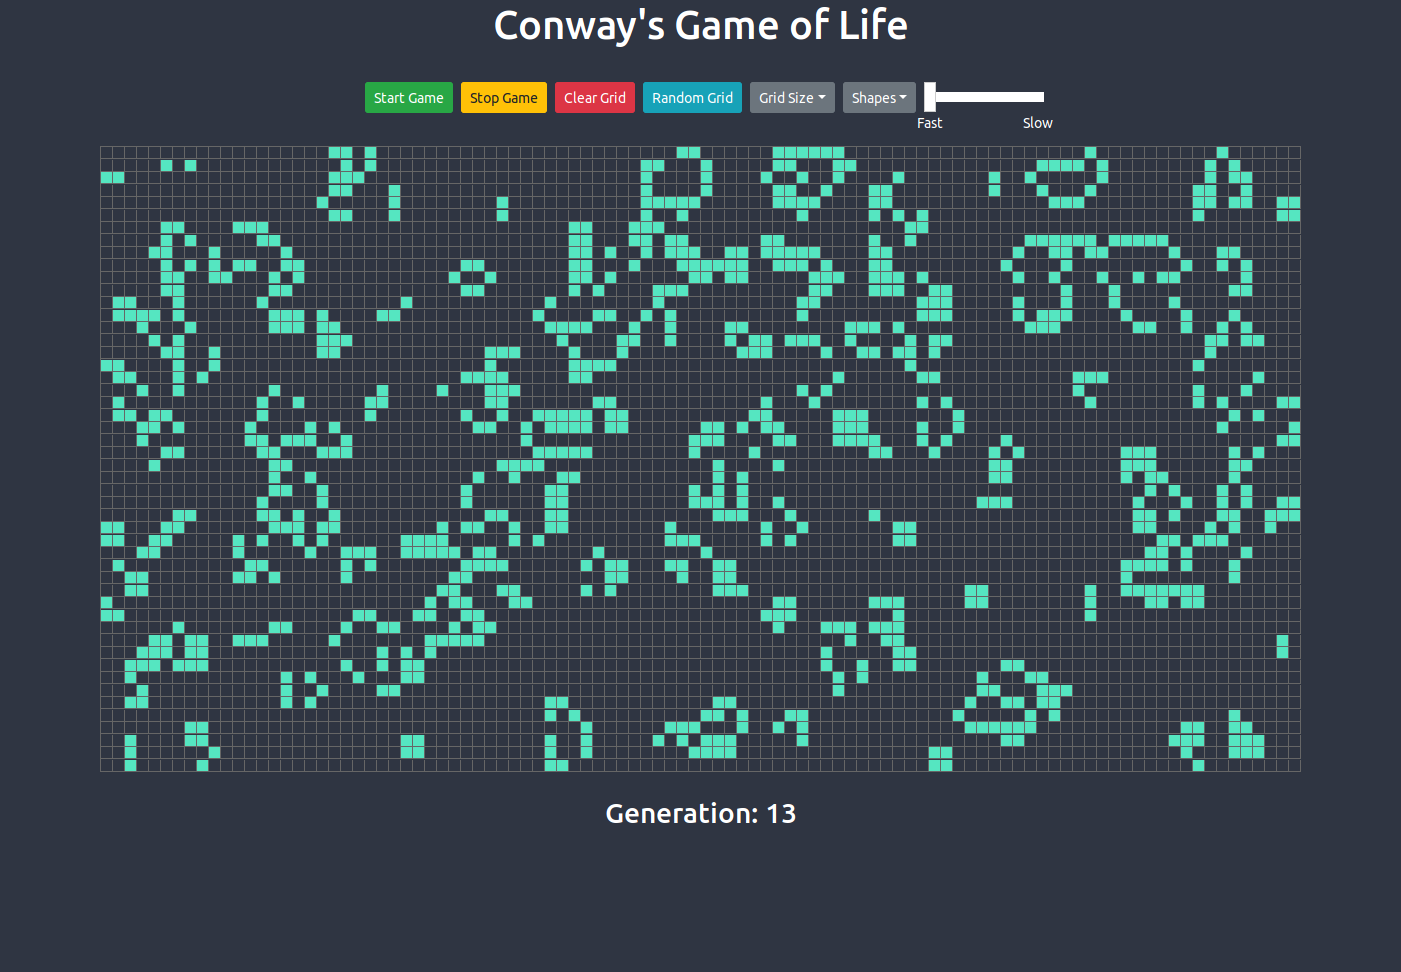 Conway's Game of Life
Start Game Stop Game Clear Grid Random Grid Grid Size Shapes
Fast Slow
Generation: 13